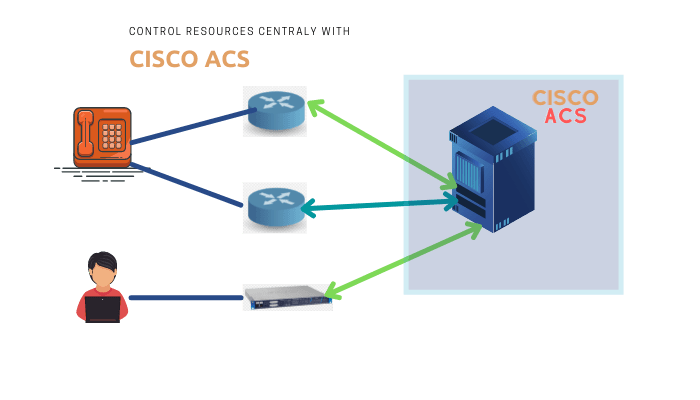 CONTROL RESOURCES CENTRALY WITH
CISCO ACS
CISCO
ACS